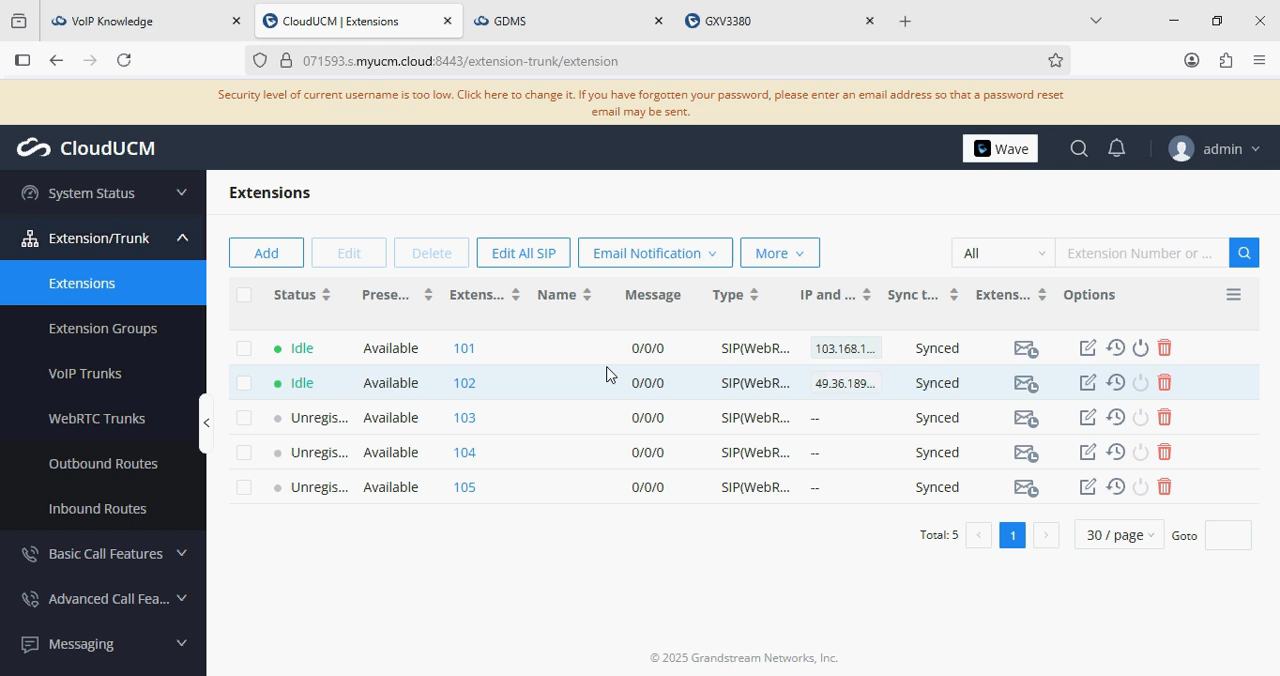 VoIP Knowledge
CloudUCM | Extensions
GDMS
GXV3380
071593.s.myucm.cloud:8443/extension-trunk/extension
Security level of current username is too low. Click here to change it. If you have forgotten your password, please enter an email address so that a password reset
email may be sent.
CloudUCM
Wave
admin
System Status
Extension/Trunk
Extensions
Extension Groups
VoIP Trunks
WebRTC Trunks
Outbound Routes
Inbound Routes
Basic Call Features
Advanced Call Fea...
Messaging
Extensions
Add Edit Delete Edit All SIP Email Notification More All Extension Number or ...
Status Prese... Extens... Name Message Type IP and ... Sync t... Extens... Options
Idle Available 101 0/0/0 SIP(WebR... 103.168.1... Synced
Idle Available 102 0/0/0 SIP(WebR... 49.36.189... Synced
Unregis... Available 103 0/0/0 SIP(WebR... -- Synced
Unregis... Available 104 0/0/0 SIP(WebR... -- Synced
Unregis... Available 105 0/0/0 SIP(WebR... -- Synced
Total: 5 < 1 > 30 / page Goto
© 2025 Grandstream Networks, Inc.